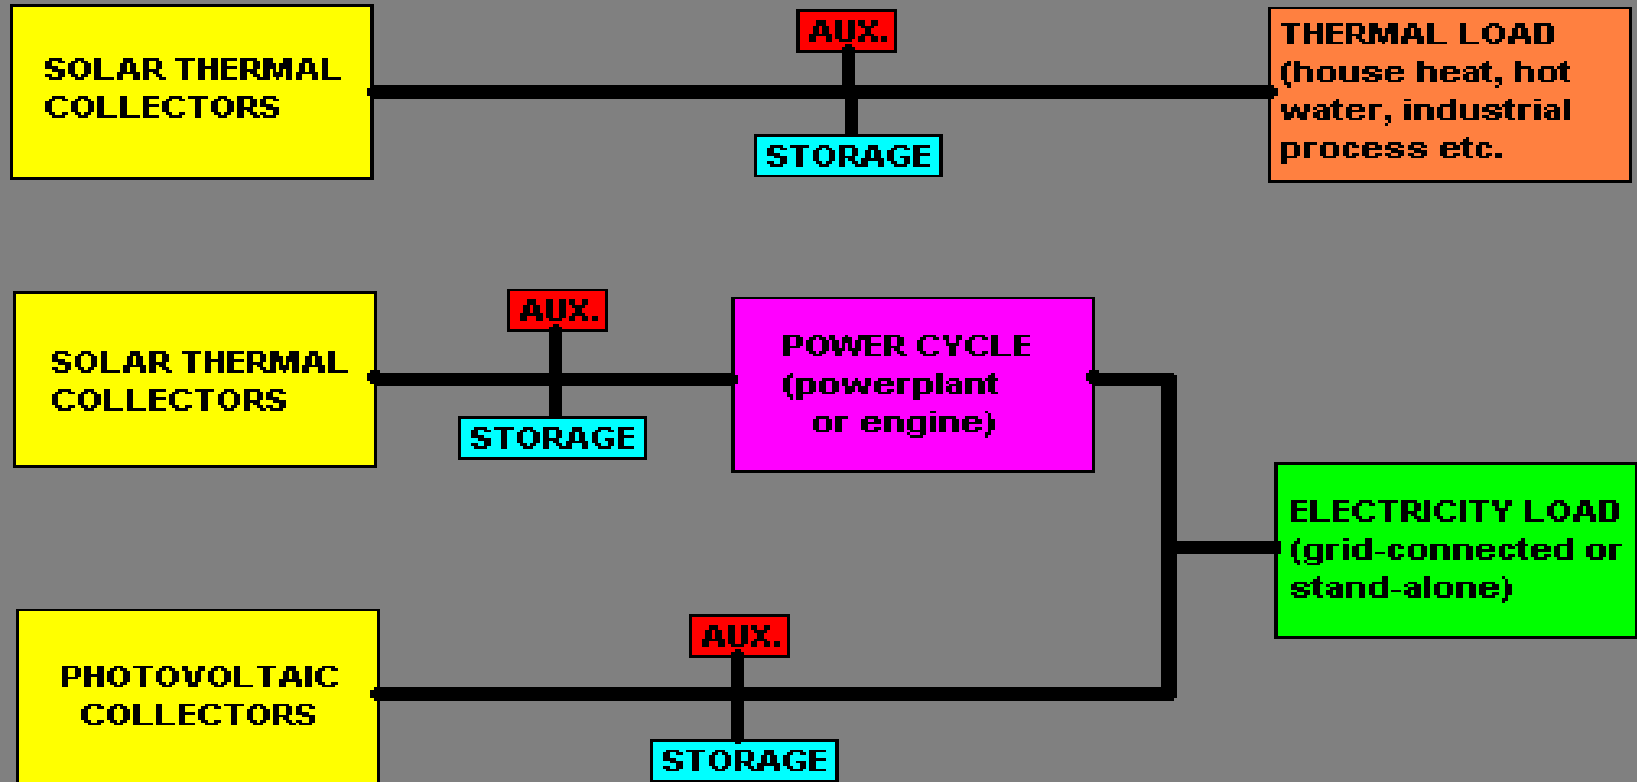 SOLAR THERMAL
COLLECTORS
AUX.
STORAGE
THERMAL LOAD
(house heat, hot
water, industrial
process etc.
SOLAR THERMAL
COLLECTORS
AUX.
STORAGE
POWER CYCLE
(powerplant
or engine)
ELECTRICITY LOAD
(grid-connected or
stand-alone)
PHOTOVOLTAIC
COLLECTORS
AUX.
STORAGE